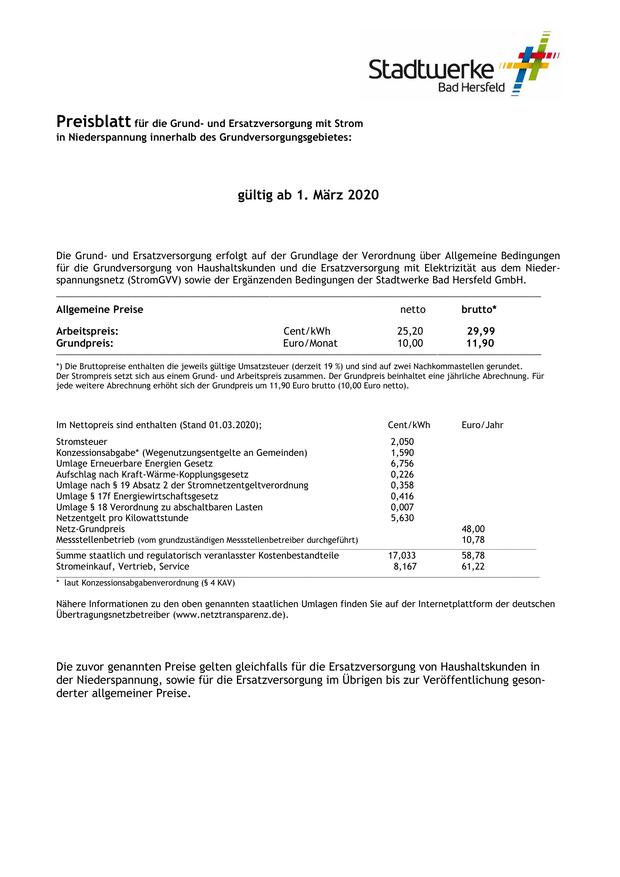 Stadtwerke
Bad Hersfeld
Preisblatt für die Grund- und Ersatzversorgung mit Strom
in Niederspannung innerhalb des Grundversorgungsgebietes:
gültig ab 1. März 2020
Die Grund- und Ersatzversorgung erfolgt auf der Grundlage der Verordnung über Allgemeine Bedingungen
für die Grundversorgung von Haushaltskunden und die Ersatzversorgung mit Elektrizität aus dem Nieder-
spannungsnetz (StromGVV) sowie der Ergänzenden Bedingungen der Stadtwerke Bad Hersfeld GmbH.
Allgemeine Preise netto brutto*
Arbeitspreis: Cent/kWh 25,20 29,99
Grundpreis: Euro/Monat 10,00 11,90
*) Die Bruttopreise enthalten die jeweils gültige Umsatzsteuer (derzeit 19 %) und sind auf zwei Nachkommastellen gerundet.
Der Strompreis setzt sich aus einem Grund- und Arbeitspreis zusammen. Der Grundpreis beinhaltet eine jährliche Abrechnung. Für
jede weitere Abrechnung erhöht sich der Grundpreis um 11,90 Euro brutto (10,00 Euro netto).
Im Nettopreis sind enthalten (Stand 01.03.2020); Cent/kWh Euro/Jahr
Stromsteuer 2,050
Konzessionsabgabe* (Wegenutzungsentgelte an Gemeinden) 1,590
Umlage Erneuerbare Energien Gesetz 6,756
Aufschlag nach Kraft-Wärme-Kopplungsgesetz 0,226
Umlage nach § 19 Absatz 2 der Stromnetzentgeltverordnung 0,358
Umlage § 17f Energiewirtschaftsgesetz 0,416
Umlage § 18 Verordnung zu abschaltbaren Lasten 0,007
Netzentgelt pro Kilowattstunde 5,630
Netz-Grundpreis 48,00
Messstellenbetrieb (vom grundzuständigen Messstellenbetreiber durchgeführt) 10,78
Summe staatlich und regulatorisch veranlasster Kostenbestandteile 17,033 58,78
Stromeinkauf, Vertrieb, Service 8,167 61,22
* laut Konzessionsabgabenverordnung (§ 4 KAV)
Nähere Informationen zu den oben genannten staatlichen Umlagen finden Sie auf der Internetplattform der deutschen
Übertragungsnetzbetreiber (www.netztransparenz.de).
Die zuvor genannten Preise gelten gleichfalls für die Ersatzversorgung von Haushaltskunden in
der Niederspannung, sowie für die Ersatzversorgung im Übrigen bis zur Veröffentlichung geson-
derter allgemeiner Preise.